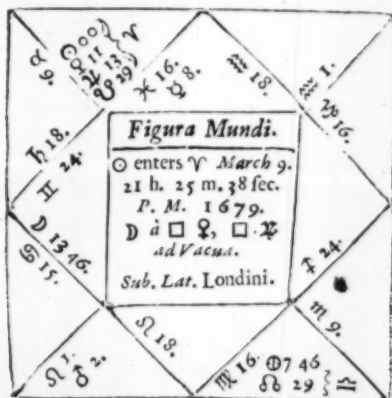 ♉ 9.
☉ 0 0
♀ 11
♃ 13
☋ 29
} ♈
♓ 16.
☿ 8.
♒ 18.
♒ 1.
♑ 16.
♄ 18.
♊ 24.
Figura Mundi.
☉ enters ♈ March 9.
21 h. 25 m. 38 sec.
P. M. 1679.
☽ à □ ♀, □ ♃
ad Vacua.
Sub. Lat. Londini.
☽ 13 46.
♋ 15.
♐ 24.
♏ 9.
♌ 18.
♌ 1.
♂ 2.
♍ 16.
⊕ 7 46
☊ 29
} ♎